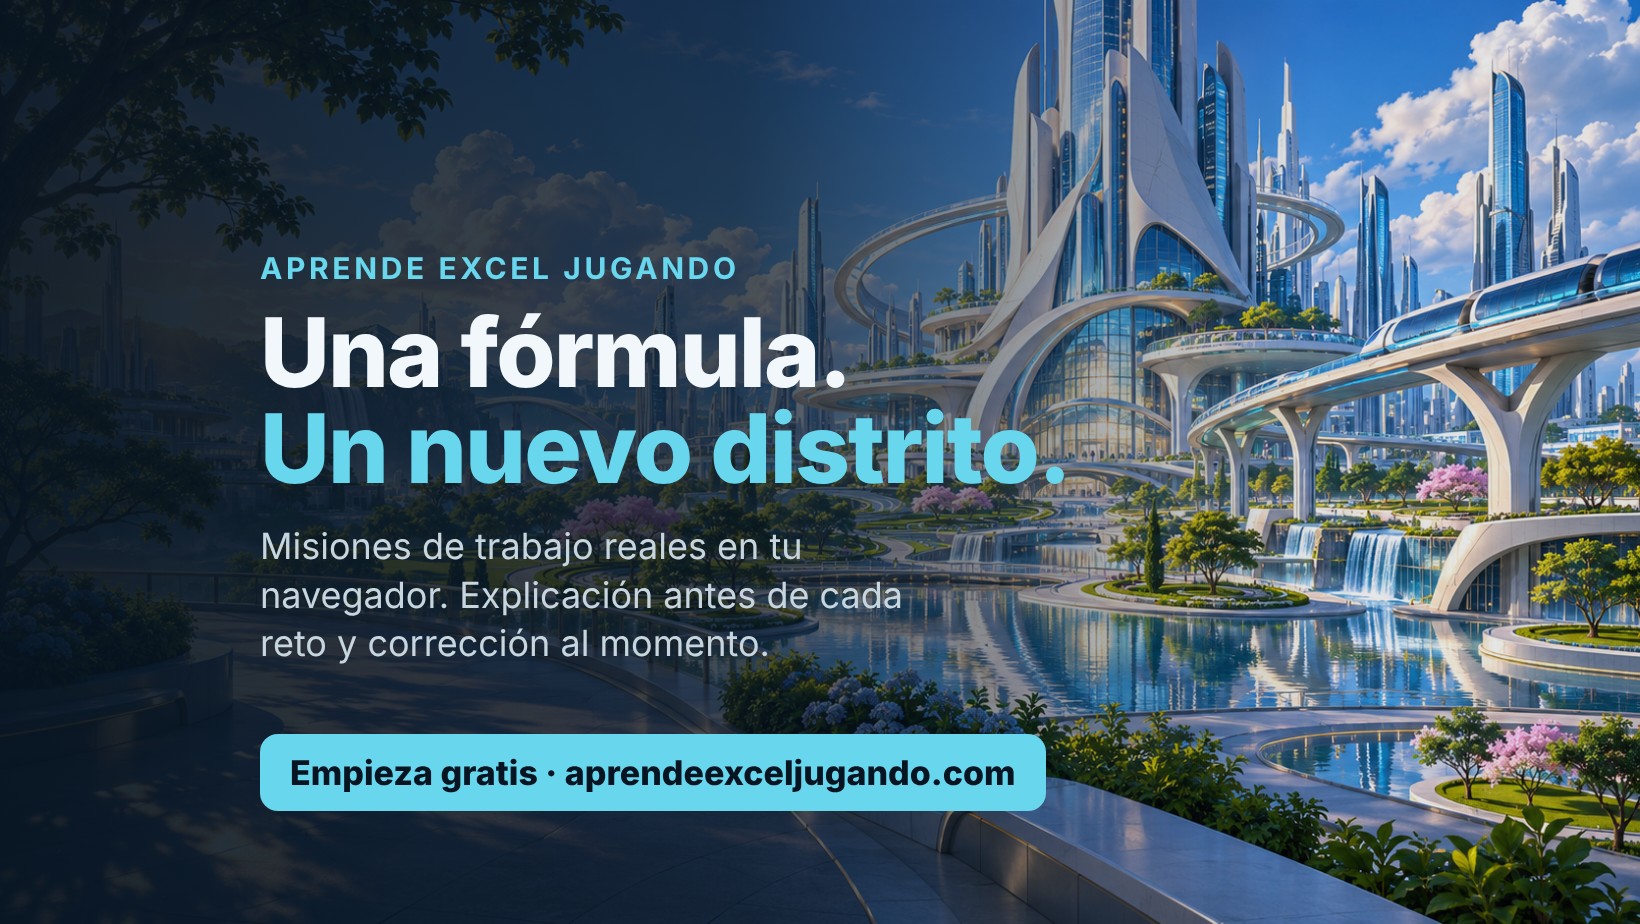 APRENDE EXCEL JUGANDO
Una fórmula.
Un nuevo distrito.
Misiones de trabajo reales en tu
navegador. Explicación antes de cada
reto y corrección al momento.
Empieza gratis · aprendeexceljugando.com